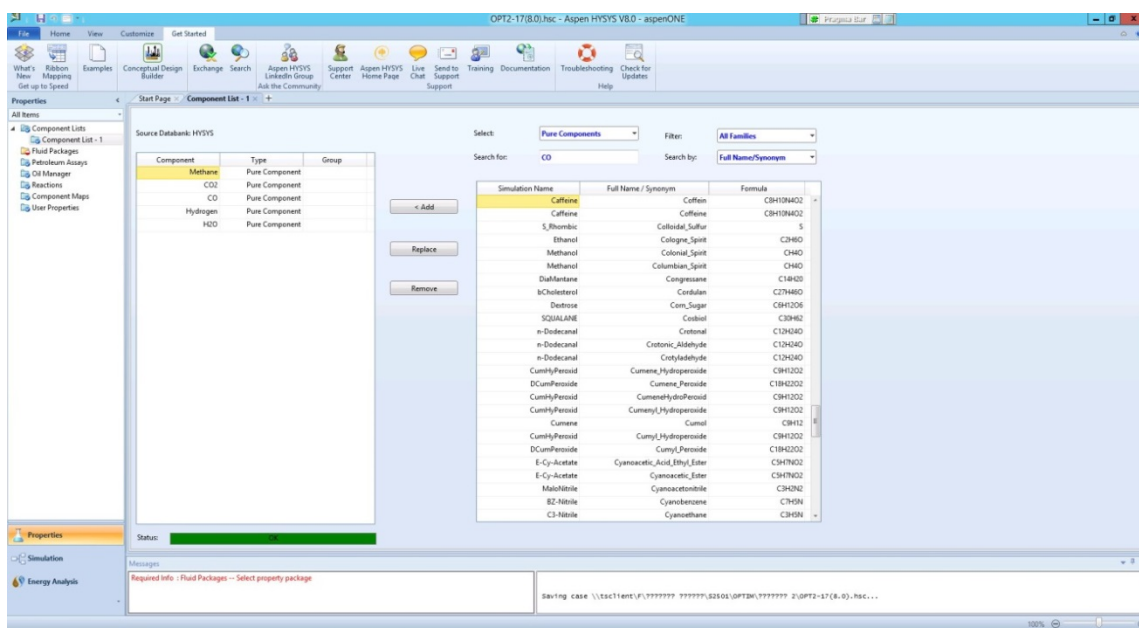 OPT2-17(8.0).hsc - Aspen HYSYS V8.0 - aspenONE
File Home View Customize Get Started
What's New Ribbon Mapping Examples Conceptual Design Builder Exchange Search Aspen HYSYS LinkedIn Group Support Center Aspen HYSYS Home Page Live Chat Send to Support Training Documentation Troubleshooting Check for Updates
Get up to Speed Ask the Community Support Help
Properties < Start Page Component List - 1 +
All Items
Component Lists
Component List - 1
Fluid Packages
Petroleum Assays
Oil Manager
Reactions
Component Maps
User Properties
Source Databank: HYSYS
Component Type Group
Methane Pure Component
CO2 Pure Component
CO Pure Component
Hydrogen Pure Component
H2O Pure Component
< Add
Replace
Remove
Select: Pure Components Filter: All Families
Search for: CO Search by: Full Name/Synonym
Simulation Name Full Name / Synonym Formula
Caffeine Coffein C8H10N4O2
Caffeine Coffeine C8H10N4O2
S_Rhombic Colloidal_Sulfur S
Ethanol Cologne_Spirit C2H6O
Methanol Colonial_Spirit CH4O
Methanol Columbian_Spirit CH4O
DiaMantane Congressane C14H20
bCholesterol Cordulan C27H46O
Dextrose Corn_Sugar C6H12O6
SQUALANE Cosbiol C30H62
n-Dodecanal Crotonal C12H24O
n-Dodecanal Crotonic_Aldehyde C12H24O
n-Dodecanal Crotyladehyde C12H24O
CumHyPeroxid Cumene_Hydroperoxide C9H12O2
DCumPeroxide Cumene_Peroxide C18H22O2
CumHyPeroxid CumeneHydroPeroxid C9H12O2
CumHyPeroxid Cumenyl_Hydroperoxide C9H12O2
Cumene Cumol C9H12
CumHyPeroxid Cumyl_Hydroperoxide C9H12O2
DCumPeroxide Cumyl_Peroxide C18H22O2
E-Cy-Acetate Cyanoacetic_Acid_Ethyl_Ester C5H7NO2
E-Cy-Acetate Cyanoacetic_Ester C5H7NO2
MaloNitrile Cyanoacetonitrile C3H2N2
BZ-Nitrile Cyanobenzene C7H5N
C3-Nitrile Cyanoethane C3H5N
Status: OK
Properties
Simulation
Energy Analysis
Messages
Required Info : Fluid Packages -- Select property package
Saving case \\tsclient\F\??????? ??????\S2501\OPTIM\??????? 2\OPT2-17(8.0).hsc...
100%